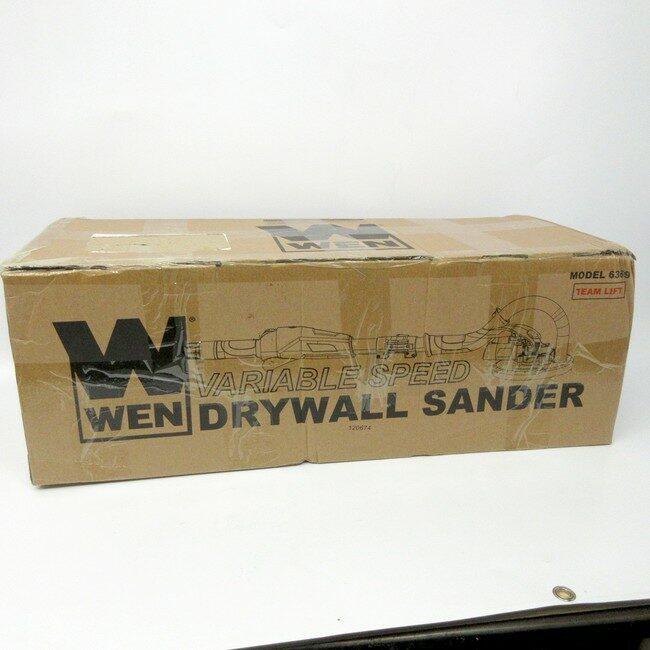 W
WEN
MODEL 6369
TEAM LIFT
W®
WEN
VARIABLE SPEED
DRYWALL SANDER
120674